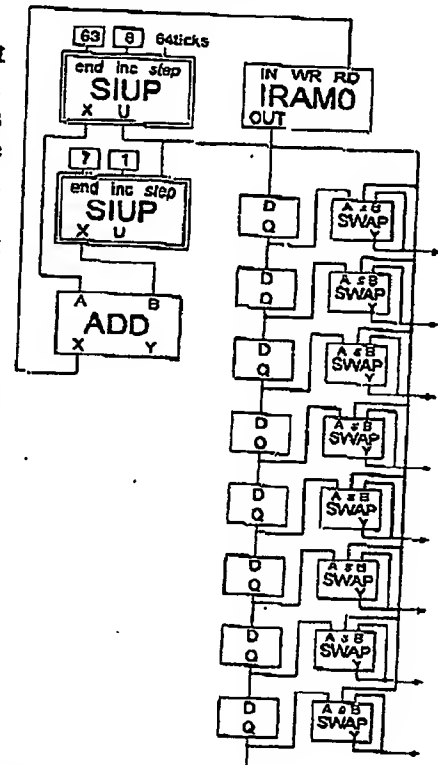 63 8 64ticks
end inc step
SIUP
X U
IN WR RD
IRAM0
OUT
7 1
end inc step
SIUP
X U
A B
ADD
X Y
D
Q
A s B
SWAP
Y
D
Q
A s B
SWAP
Y
D
Q
A s B
SWAP
Y
D
Q
A s B
SWAP
Y
D
Q
A s B
SWAP
Y
D
Q
A s B
SWAP
Y
D
Q
A s B
SWAP
Y
D
Q
A s B
SWAP
Y